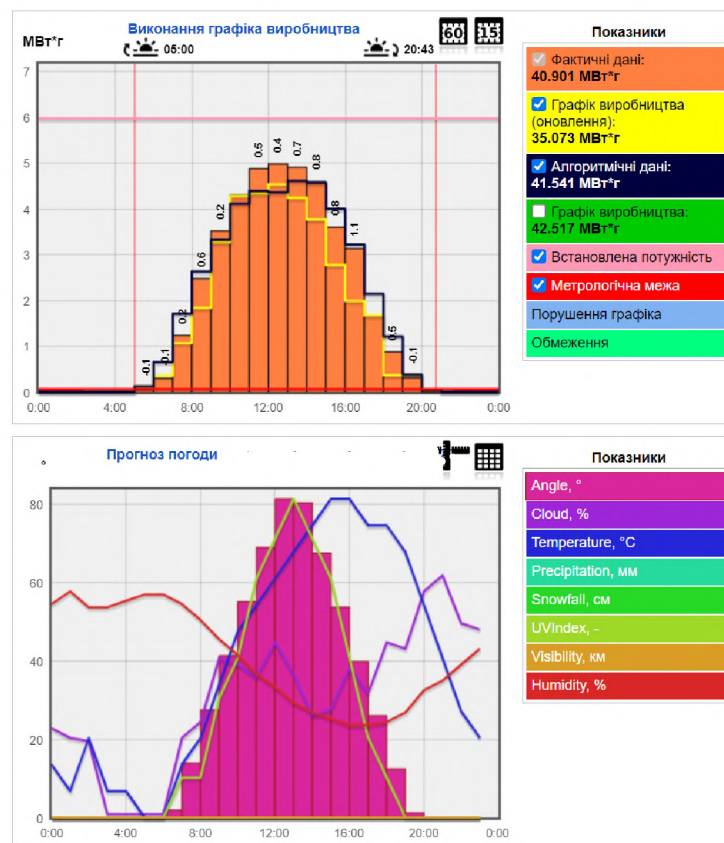 Виконання графіка виробництва
60 15
МВт*г
05:00
20:43
7
6
5
4
3
2
1
0
-0.1
-0.1
0.2
0.6
0.2
0.5
0.4
0.7
0.8
0.8
1.1
0.5
-0.1
0:00 4:00 8:00 12:00 16:00 20:00 0:00
Показники
Фактичні дані:
40.901 МВт*г
Графік виробництва
(оновлення):
35.073 МВт*г
Алгоритмічні дані:
41.541 МВт*г
Графік виробництва:
42.517 МВт*г
Встановлена потужність
Метрологічна межа
Порушення графіка
Обмеження
Прогноз погоди
°
80
60
40
20
0
0:00 4:00 8:00 12:00 16:00 20:00 0:00
Показники
Angle, °
Cloud, %
Temperature, °C
Precipitation, мм
Snowfall, см
UVIndex, -
Visibility, км
Humidity, %